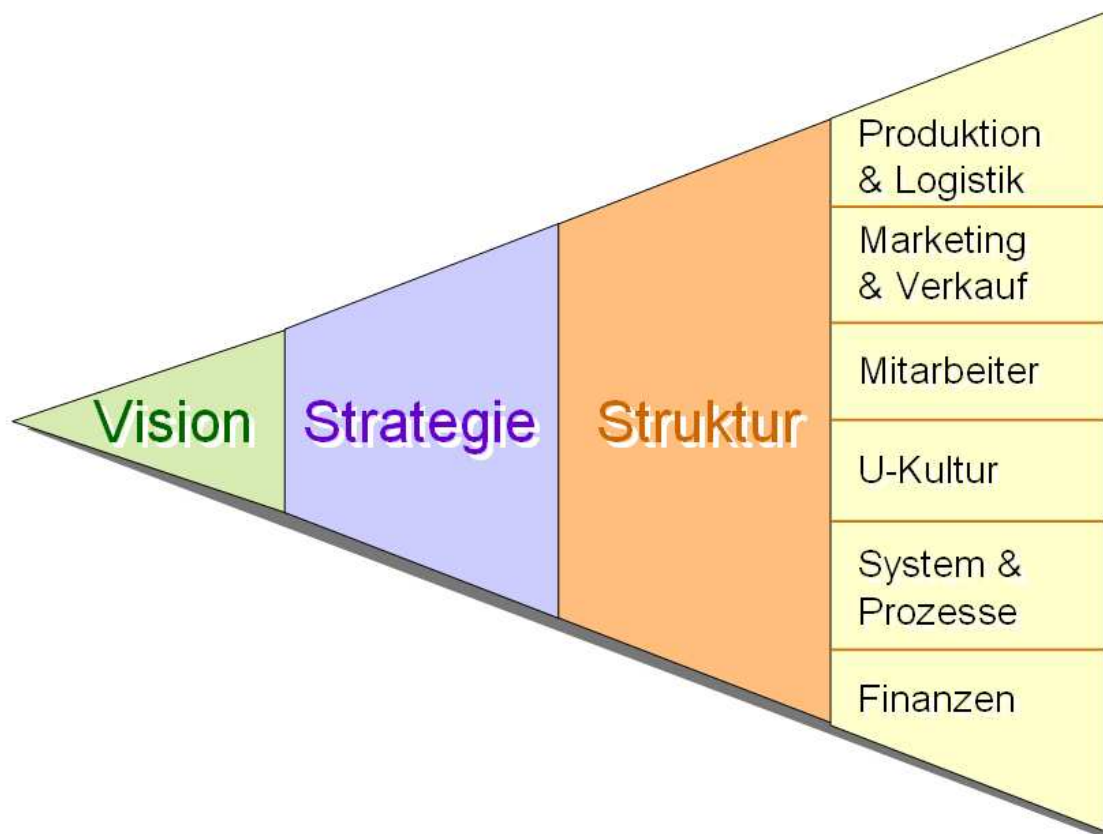 Vision
Strategie
Struktur
Produktion
& Logistik
Marketing
& Verkauf
Mitarbeiter
U-Kultur
System &
Prozesse
Finanzen